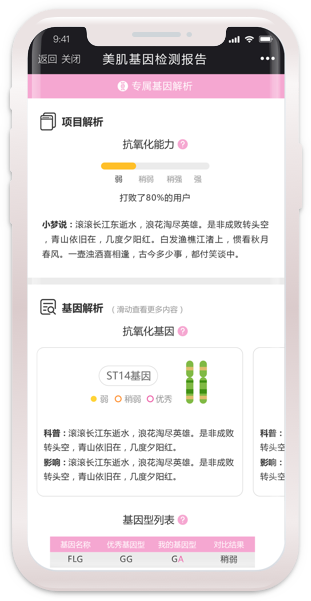 9:41
返回 关闭 美肌基因检测报告
专属基因解析
项目解析
抗氧化能力 ?
弱 稍弱 稍强 强
打败了80%的用户
小梦说：滚滚长江东逝水，浪花淘尽英雄。是非成败转头空
，青山依旧在，几度夕阳红。白发渔樵江渚上，惯看秋月
春风。一壶浊酒喜相逢，古今多少事，都付笑谈中。
基因解析 （ 滑动查看更多内容 ）
抗氧化基因 ?
ST14基因
弱 稍弱 优秀
科普：滚滚长江东逝水，浪花淘尽英雄。是非成败
转头空，青山依旧在，几度夕阳红。
影响：滚滚长江东逝水，浪花淘尽英雄。是非成败
转头空，青山依旧在，几度夕阳红。
科普：
转头空
影响：
转头空
基因型列表 ?
基因名称 优秀基因型 我的基因型 对比结果
FLG GG GA 稍弱